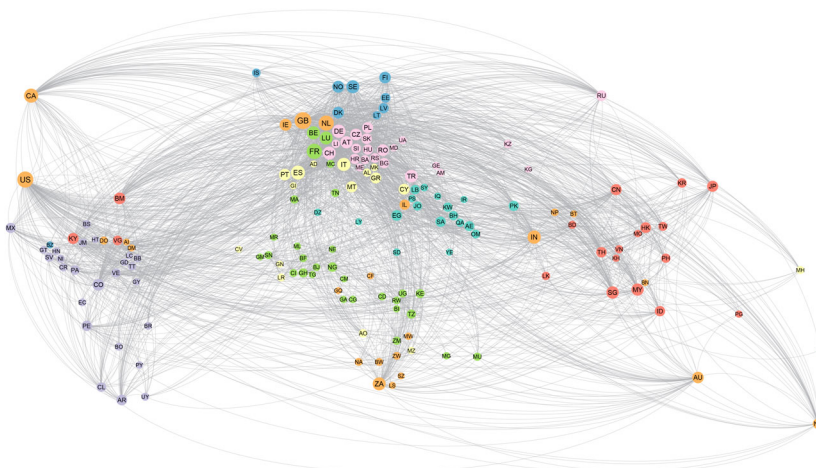 IS
NO SE FI
CA
EE
RU
LV
DK LT
GB NL
IE
BE LU DE PL
CZ SK UA
LI AT SI HU RO MD
FR CH HR BA RS
AD MC IT ME MK BG
KZ
GE
AM
KG
PT ES AL GR TR
GI MT CY LB SY IQ IR
US
CN KR JP
BM MA TN PS JO KW
IL PK NP BT
DZ LY EG SA BH QA AE
OM BD
MX BS
KY JM HT DO VG AI
DM
BZ
GT HN
SV NI
CR PA
LC BB
GD TT
VE
CO GY
MR
CV
ML NE
GM SN BF
GN
LR CI GH TG BJ NG
CM CF
GQ
GA CG
SD YE
IN
MO HK TW
TH VN PH
KH
LK
SG MY BN
ID
PG
MH
EC
PE BR
BO
PY
CL
AR UY
CD UG KE
RW
BI TZ
AO
ZM MW
MZ
NA BW ZW
MG MU
ZA LS SZ
AU